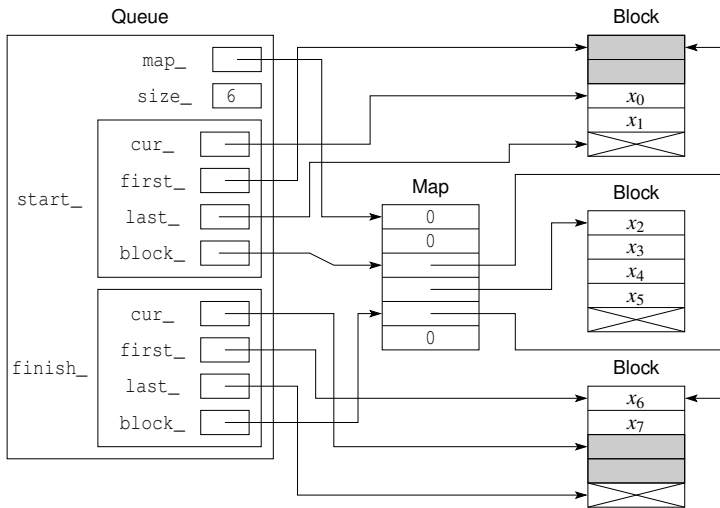 Queue
map_
size_ 6
start_
cur_
first_
last_
block_
finish_
cur_
first_
last_
block_
Map
0
0
0
Block
x0
x1
Block
x2
x3
x4
x5
Block
x6
x7